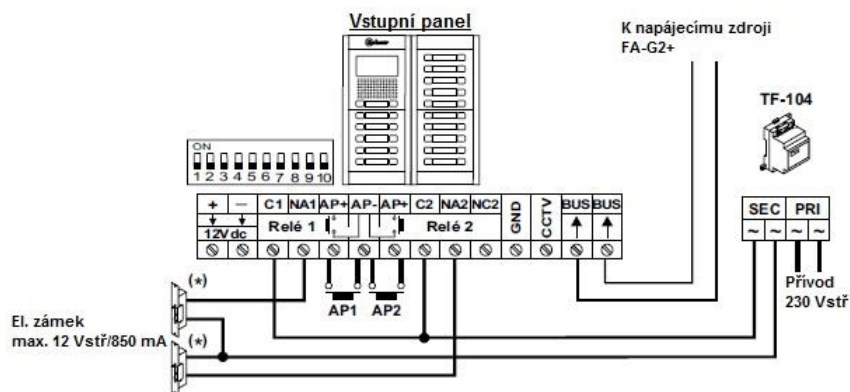 Vstupní panel
K napájecímu zdroji
FA-G2+
TF-104
ON
1 2 3 4 5 6 7 8 9 10
+ − C1 NA1 AP+ AP- AP+ C2 NA2 NC2 GND CCTV BUS BUS
12Vdc Relé 1 Relé 2
SEC PRI
~ ~ ~ ~
(*)
AP1 AP2
Přívod
230 Vstř
El. zámek
max. 12 Vstř/850 mA
(*)